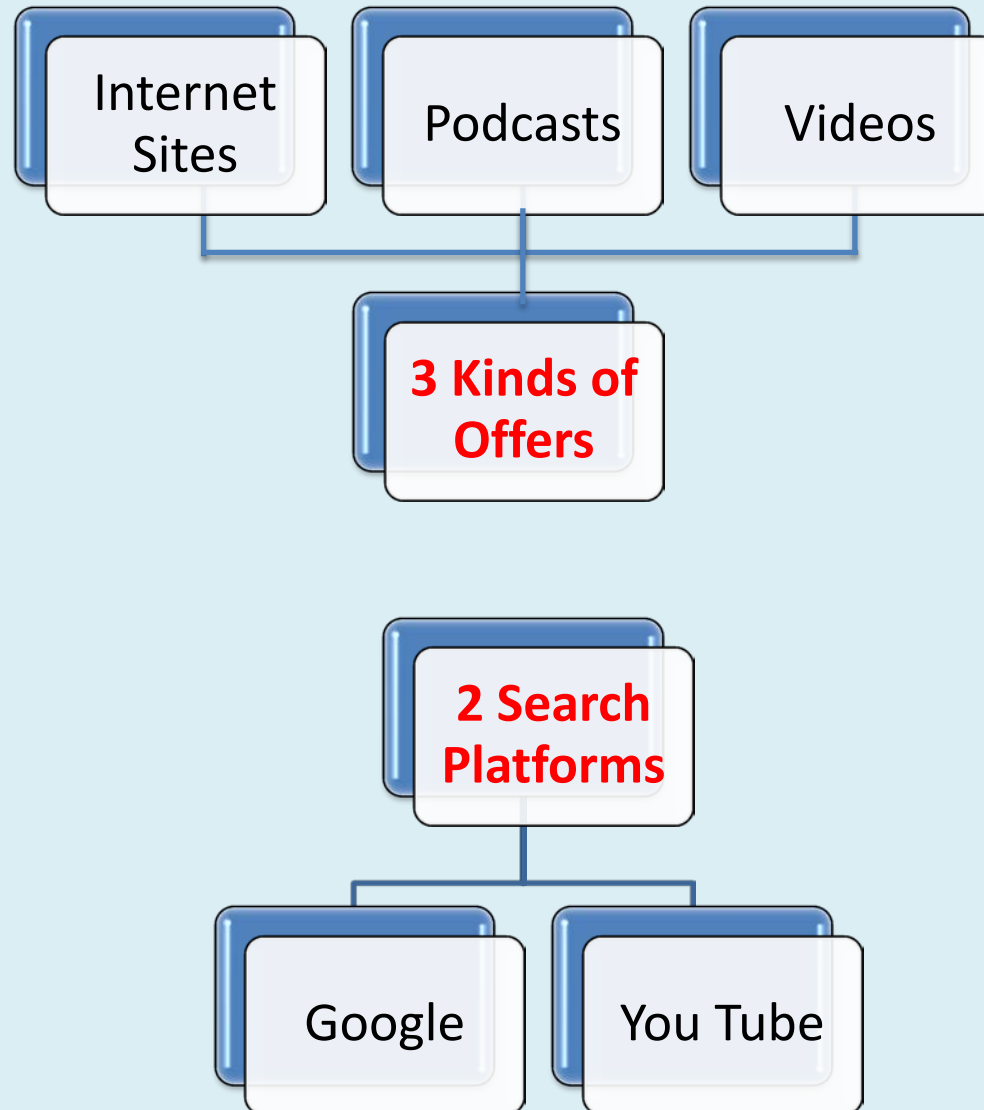 Internet
Sites
Podcasts
Videos
3 Kinds of
Offers
2 Search
Platforms
Google
You Tube